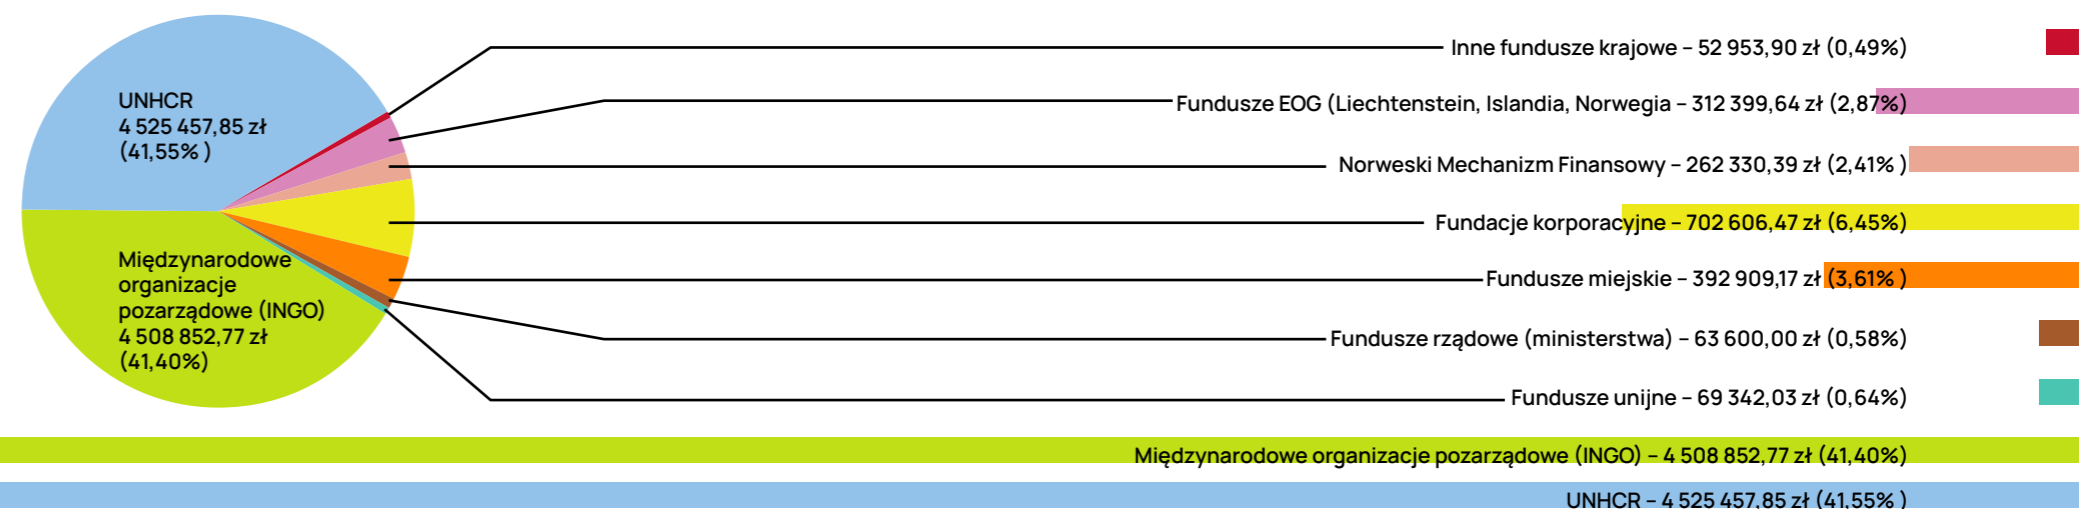 UNHCR
4 525 457,85 zł
(41,55% )
Międzynarodowe
organizacje
pozarządowe (INGO)
4 508 852,77 zł
(41,40%)
Inne fundusze krajowe – 52 953,90 zł (0,49%)
Fundusze EOG (Liechtenstein, Islandia, Norwegia – 312 399,64 zł (2,87%)
Norweski Mechanizm Finansowy – 262 330,39 zł (2,41% )
Fundacje korporacyjne – 702 606,47 zł (6,45%)
Fundusze miejskie – 392 909,17 zł (3,61% )
Fundusze rządowe (ministerstwa) – 63 600,00 zł (0,58%)
Fundusze unijne – 69 342,03 zł (0,64%)
Międzynarodowe organizacje pozarządowe (INGO) – 4 508 852,77 zł (41,40%)
UNHCR – 4 525 457,85 zł (41,55% )